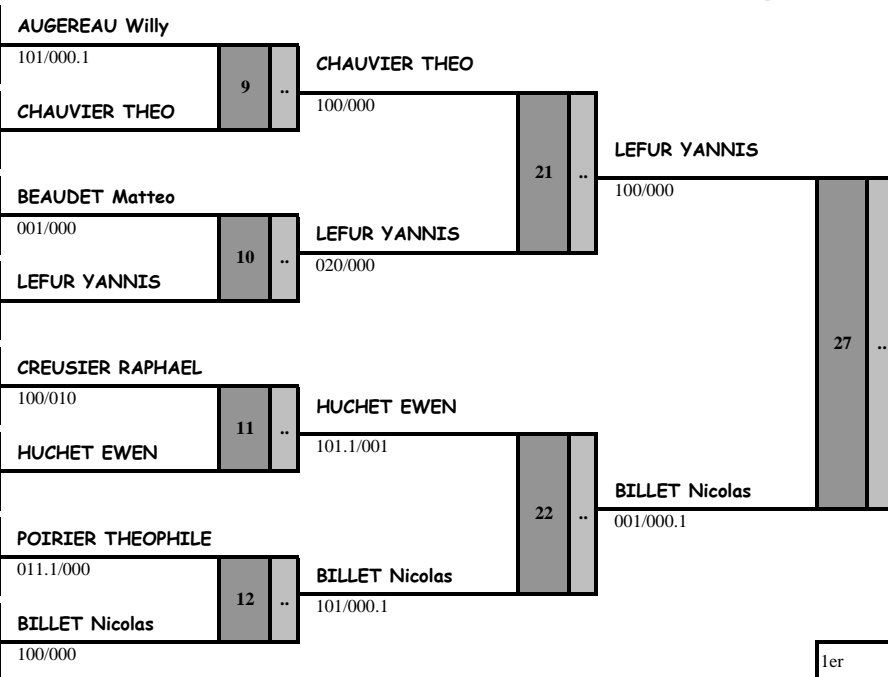 AUGEREAU Willy
101/000.1
9 ..
CHAUVIER THEO
CHAUVIER THEO
100/000
21 ..
LEFUR YANNIS
100/000
BEAUDET Matteo
001/000
10 ..
LEFUR YANNIS
LEFUR YANNIS
020/000
27 ..
CREUSIER RAPHAEL
100/010
11 ..
HUCHET EWEN
HUCHET EWEN
101.1/001
22 ..
BILLET Nicolas
001/000.1
POIRIER THEOPHILE
011.1/000
12 ..
BILLET Nicolas
100/000
BILLET Nicolas
101/000.1
1er